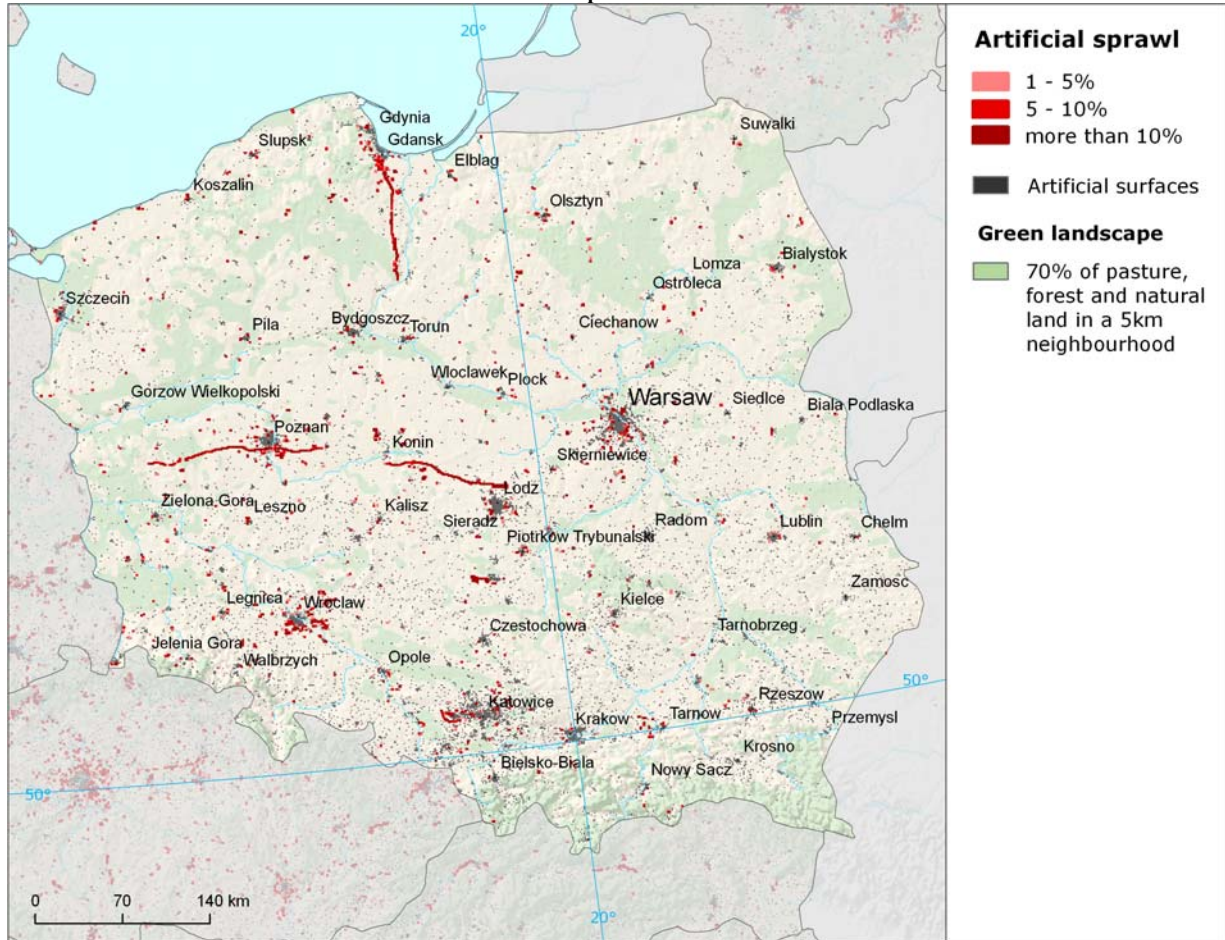 20°
Gdynia
Gdansk
Slupsk
Suwalki
Elblag
Koszalin
Olsztyn
Bialystok
Lomza
Ostroleca
Szczecin
Bydgoszcz
Torun
Pila
Ciechanow
Wloclawek
Plock
Gorzow Wielkopolski
Warsaw
Siedlce
Biala Podlaska
Poznan
Konin
Skierniewice
Lodz
Zielona Gora
Leszno
Kalisz
Sieradz
Radom
Lublin
Chelm
Piotrkow Trybunalski
Zamosc
Legnica
Wroclaw
Kielce
Czestochowa
Tarnobrzeg
Jelenia Gora
Walbrzych
Opole
50°
Katowice
Rzeszow
Krakow
Tarnow
Przemysl
Krosno
Bielsko-Biala
Nowy Sacz
50°
0 70 140 km
20°
Artificial sprawl
1 - 5%
5 - 10%
more than 10%
Artificial surfaces
Green landscape
70% of pasture,
forest and natural
land in a 5km
neighbourhood